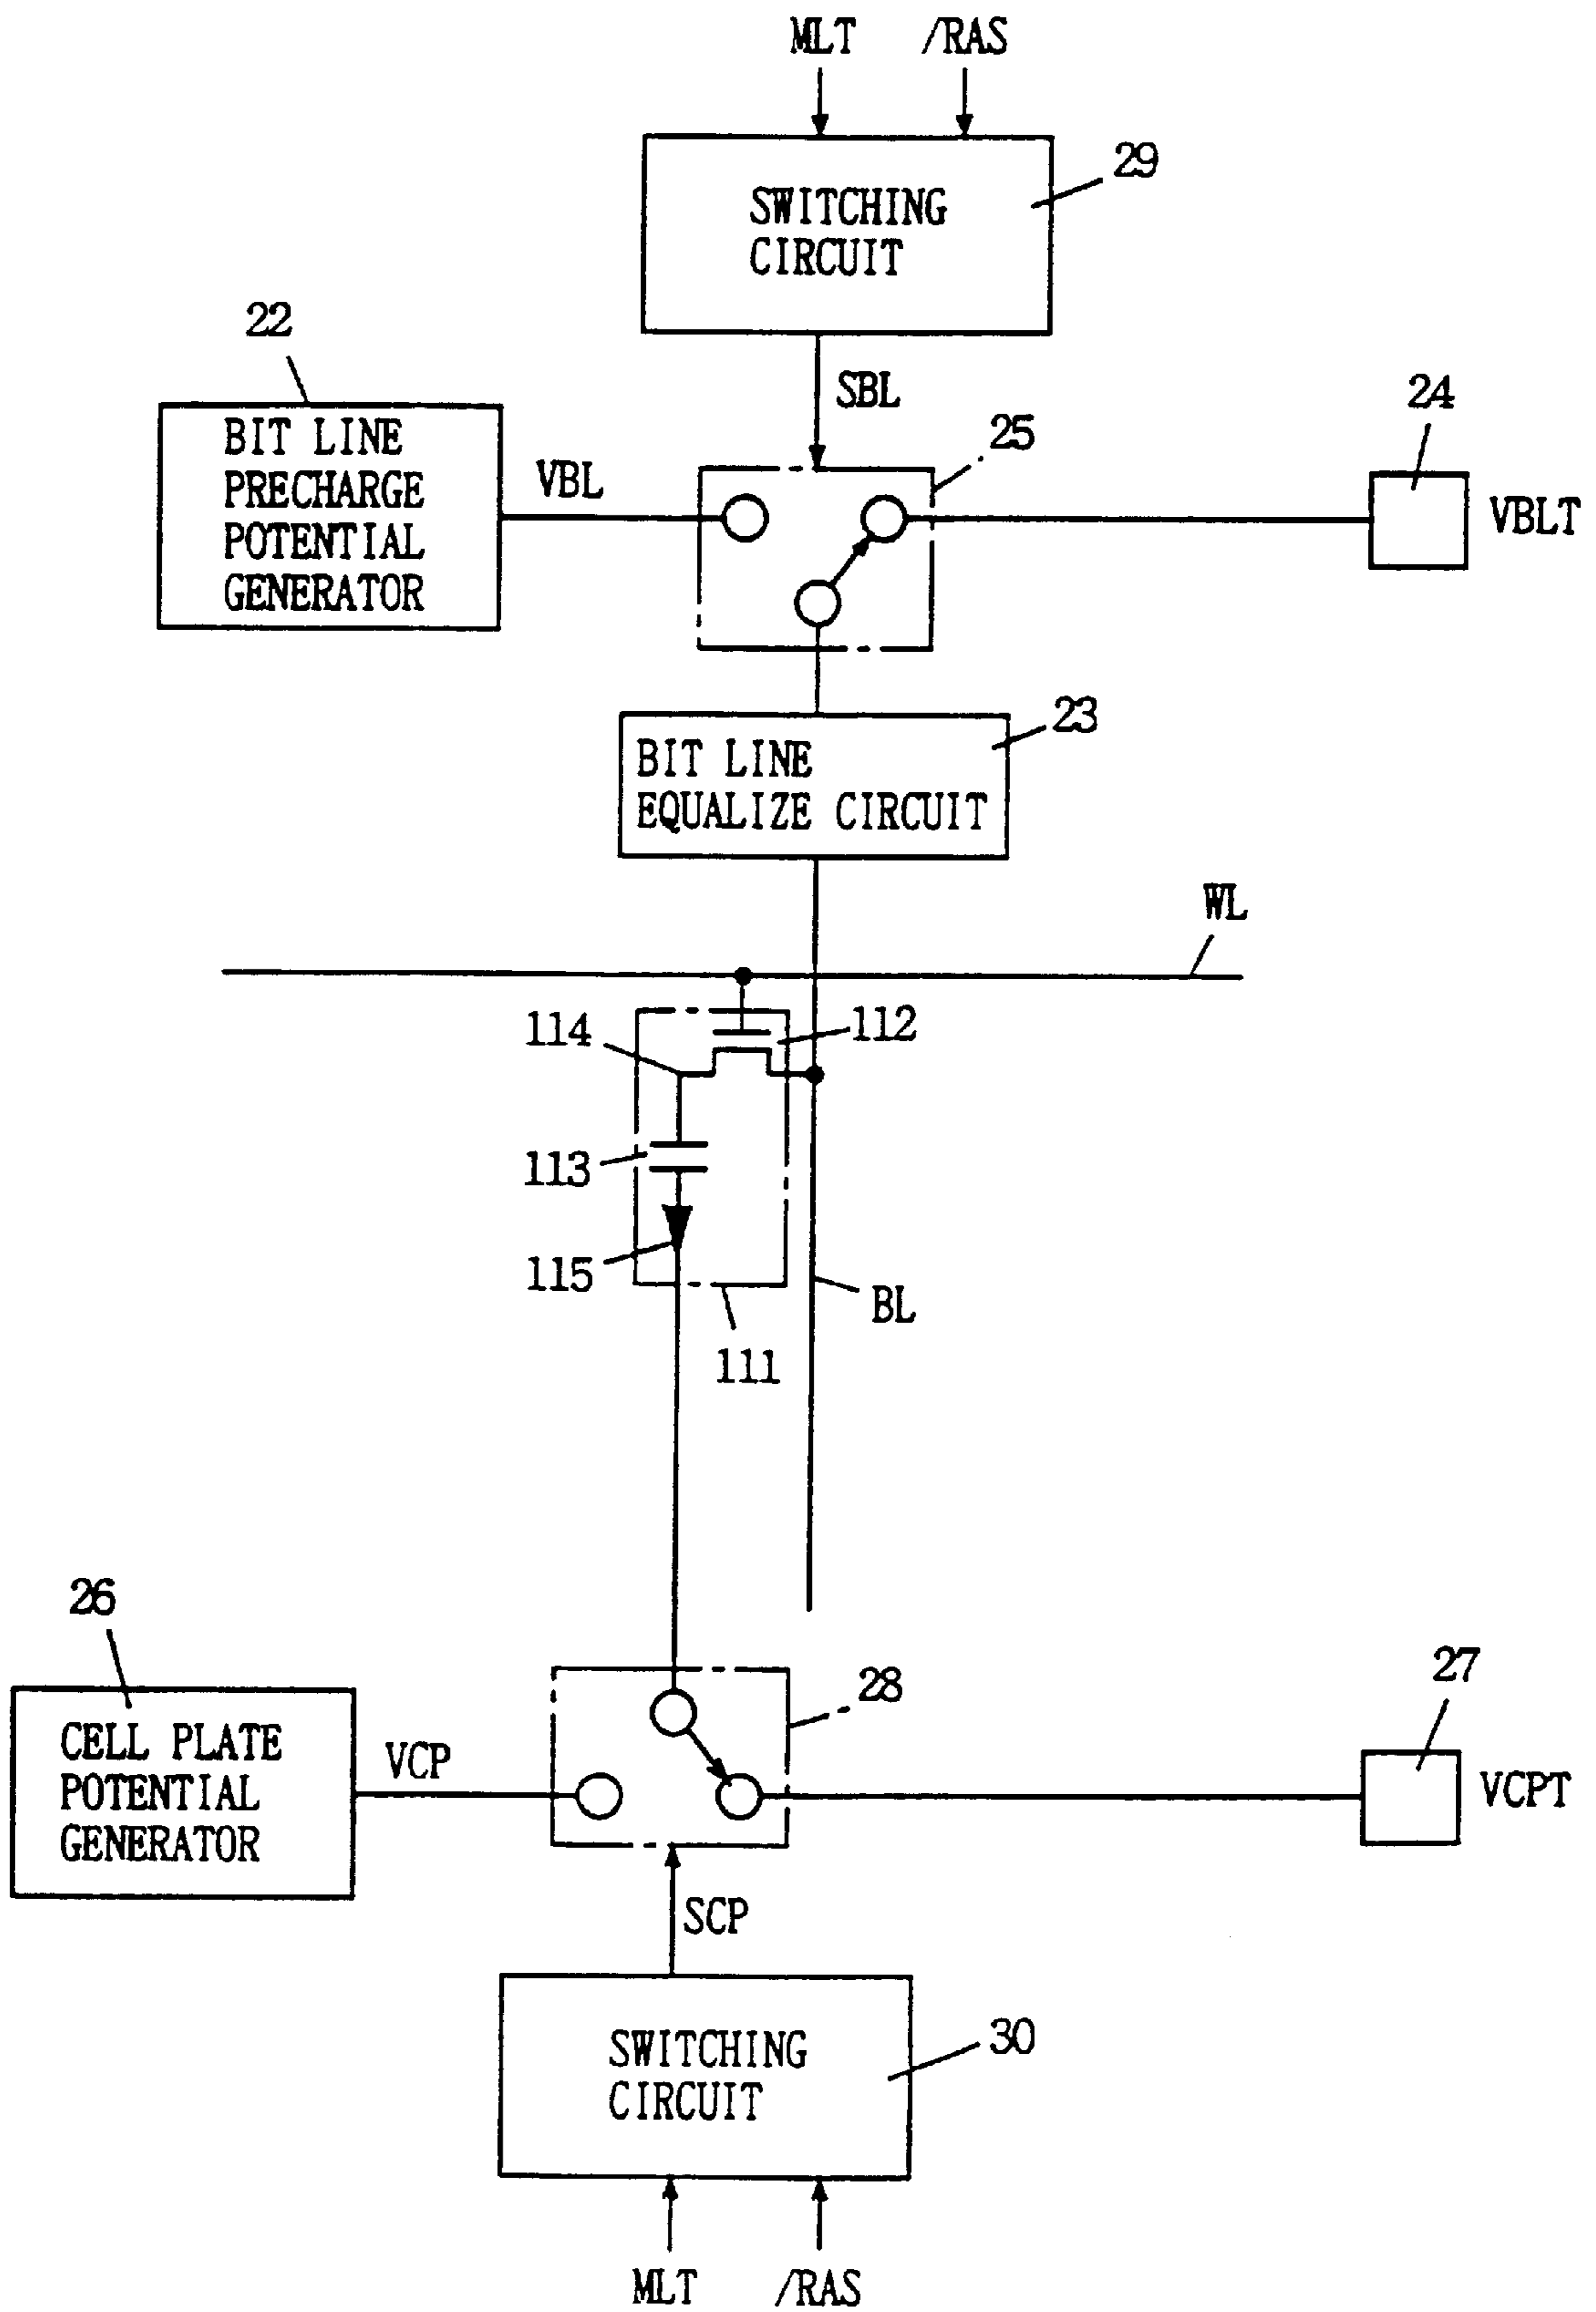 MLT /RAS
29
SWITCHING
CIRCUIT
22
SBL
24
25
BIT LINE
PRECHARGE
POTENTIAL
GENERATOR
VBL
VBLT
23
BIT LINE
EQUALIZE CIRCUIT
WL
114
112
113
115
BL
111
26
27
28
CELL PLATE
POTENTIAL
GENERATOR
VCP
VCPT
SCP
30
SWITCHING
CIRCUIT
MLT /RAS